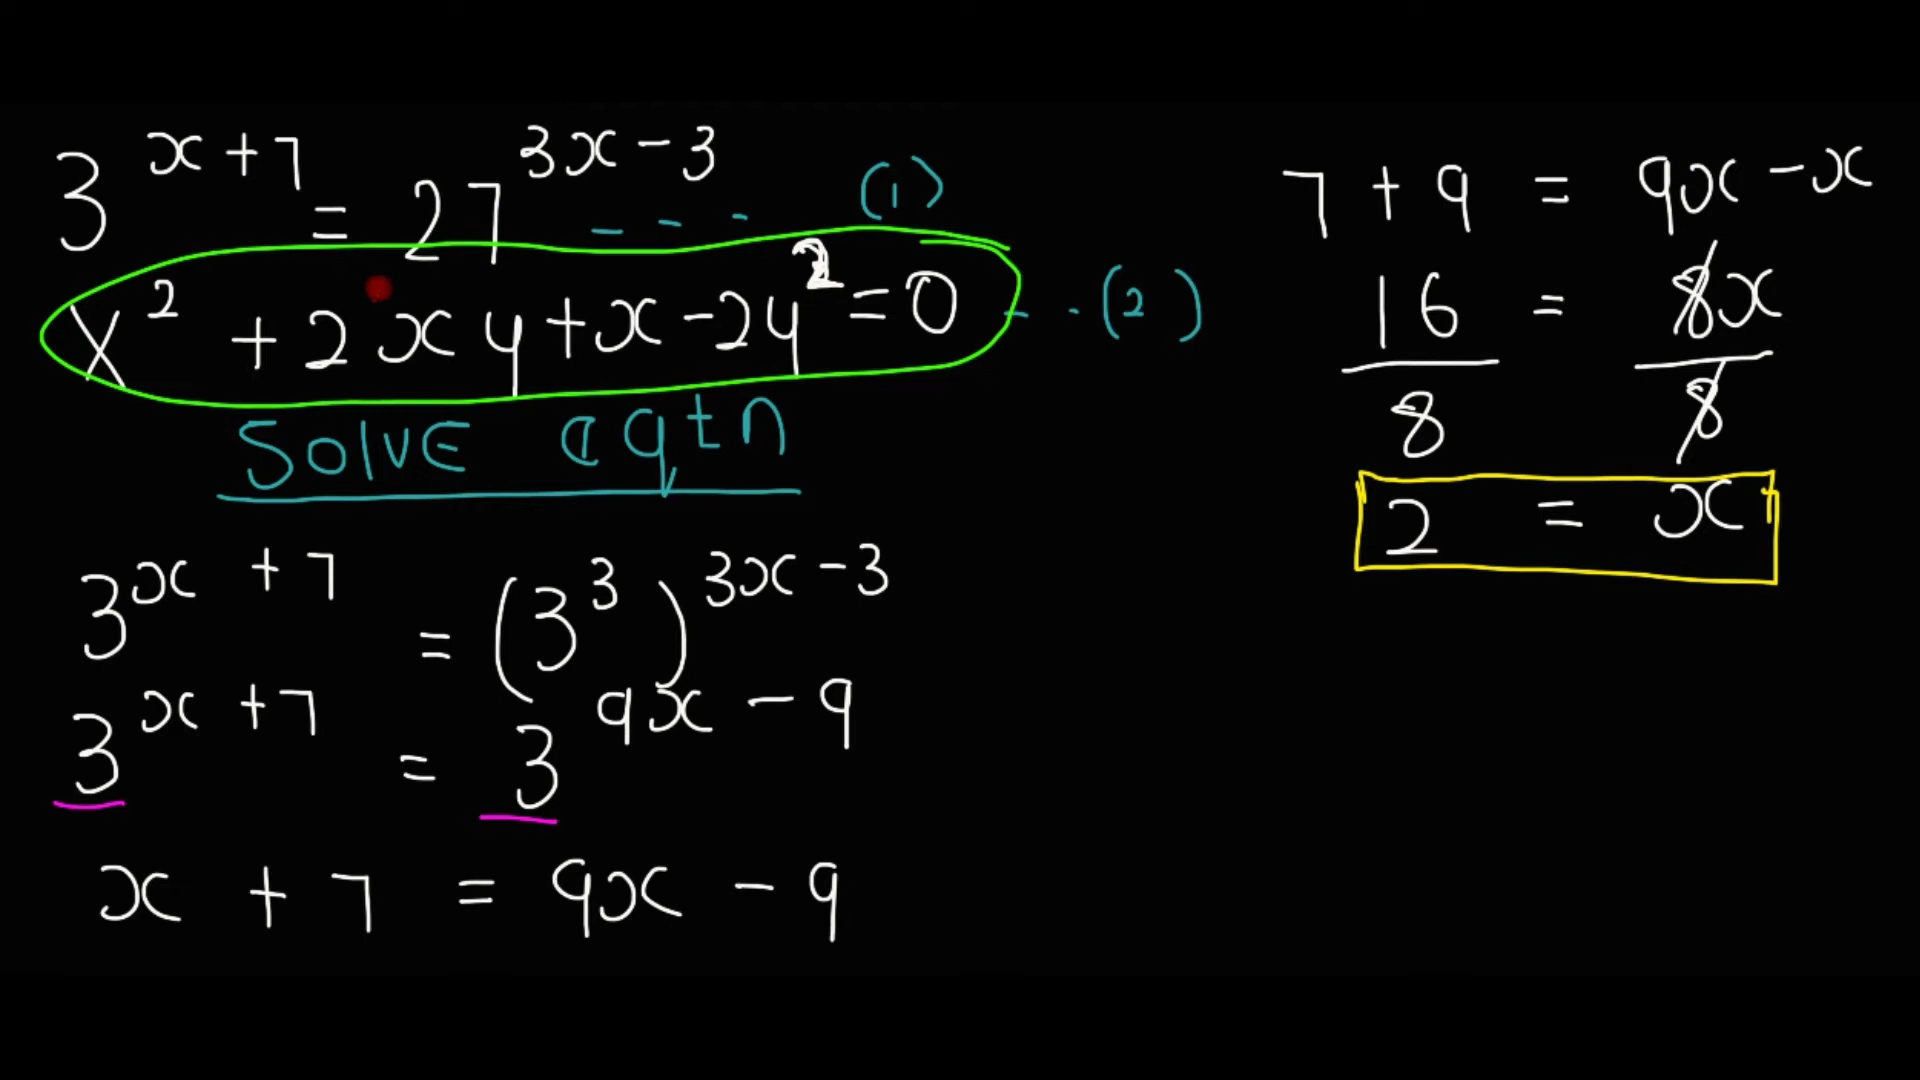 3^{x+7} = 27^{3x-3} - - - (1)
x² + 2xy + x - 2y² = 0 - - (2)
SOLVE eqtn
3^{x+7} = (3³)^{3x-3}
3^{x+7} = 3^{9x-9}
x + 7 = 9x - 9
7 + 9 = 9x - x
16 = 8x
8 8
2 = x